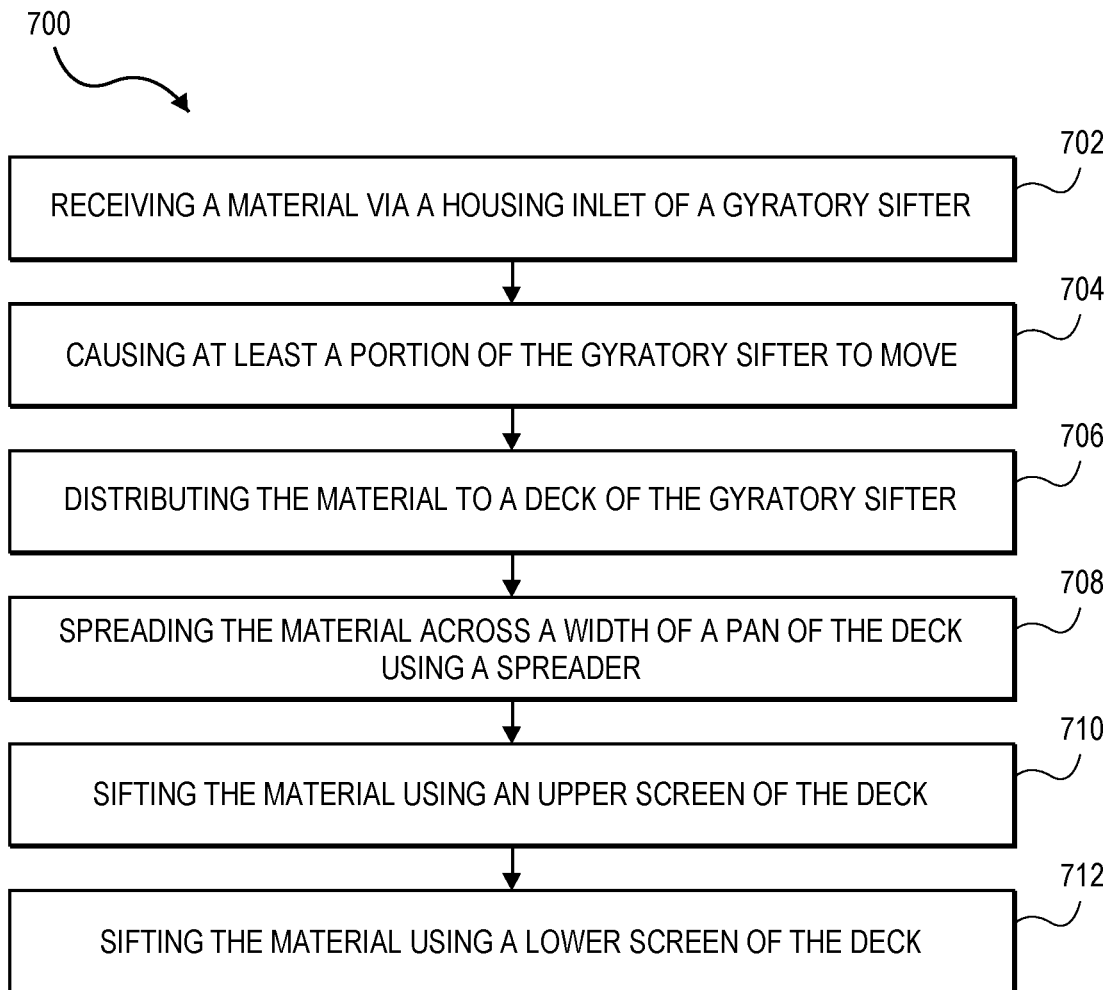 700
702
RECEIVING A MATERIAL VIA A HOUSING INLET OF A GYRATORY SIFTER
704
CAUSING AT LEAST A PORTION OF THE GYRATORY SIFTER TO MOVE
706
DISTRIBUTING THE MATERIAL TO A DECK OF THE GYRATORY SIFTER
708
SPREADING THE MATERIAL ACROSS A WIDTH OF A PAN OF THE DECK
USING A SPREADER
710
SIFTING THE MATERIAL USING AN UPPER SCREEN OF THE DECK
712
SIFTING THE MATERIAL USING A LOWER SCREEN OF THE DECK